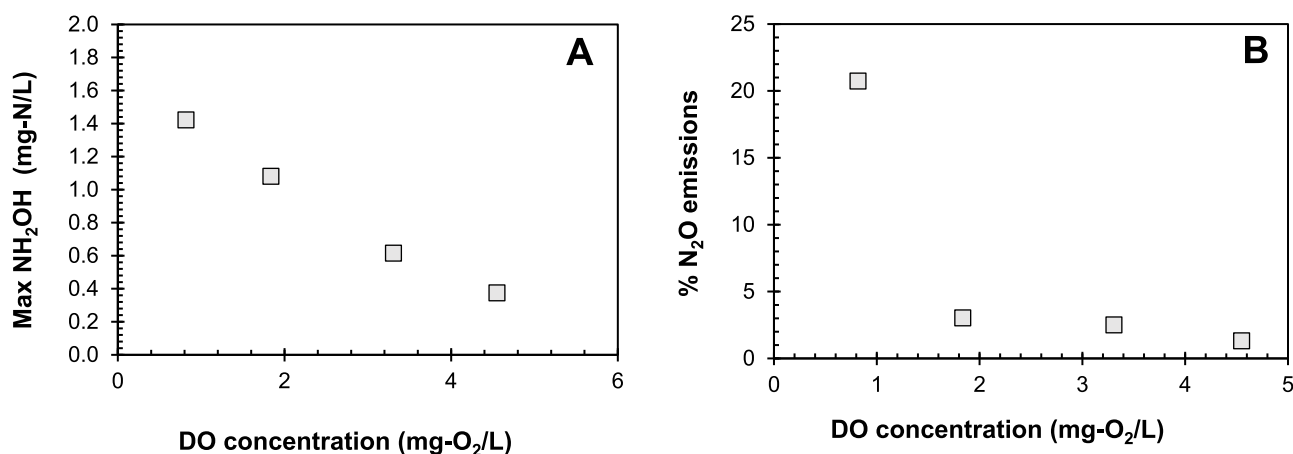 A
Max NH₂OH (mg-N/L)
2.0
1.8
1.6
1.4
1.2
1.0
0.8
0.6
0.4
0.2
0.0
0 2 4 6
DO concentration (mg-O₂/L)
B
% N₂O emissions
25
20
15
10
5
0
0 1 2 3 4 5
DO concentration (mg-O₂/L)